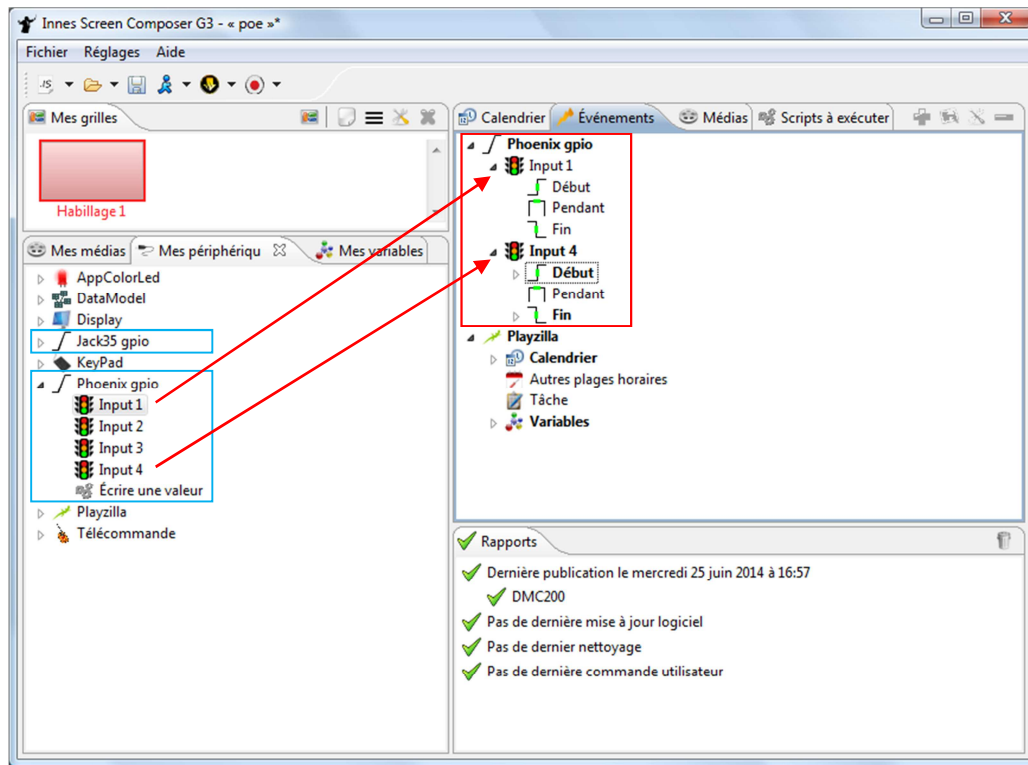 Innes Screen Composer G3 - « poe »*
Fichier Réglages Aide
JS
Mes grilles
Habillage 1
Mes médias Mes périphériqu Mes variables
AppColorLed
DataModel
Display
Jack35 gpio
KeyPad
Phoenix gpio
Input 1
Input 2
Input 3
Input 4
Écrire une valeur
Playzilla
Télécommande
Calendrier Événements Médias Scripts à exécuter
Phoenix gpio
Input 1
Début
Pendant
Fin
Input 4
Début
Pendant
Fin
Playzilla
Calendrier
Autres plages horaires
Tâche
Variables
Rapports
Dernière publication le mercredi 25 juin 2014 à 16:57
DMC200
Pas de dernière mise à jour logiciel
Pas de dernier nettoyage
Pas de dernière commande utilisateur